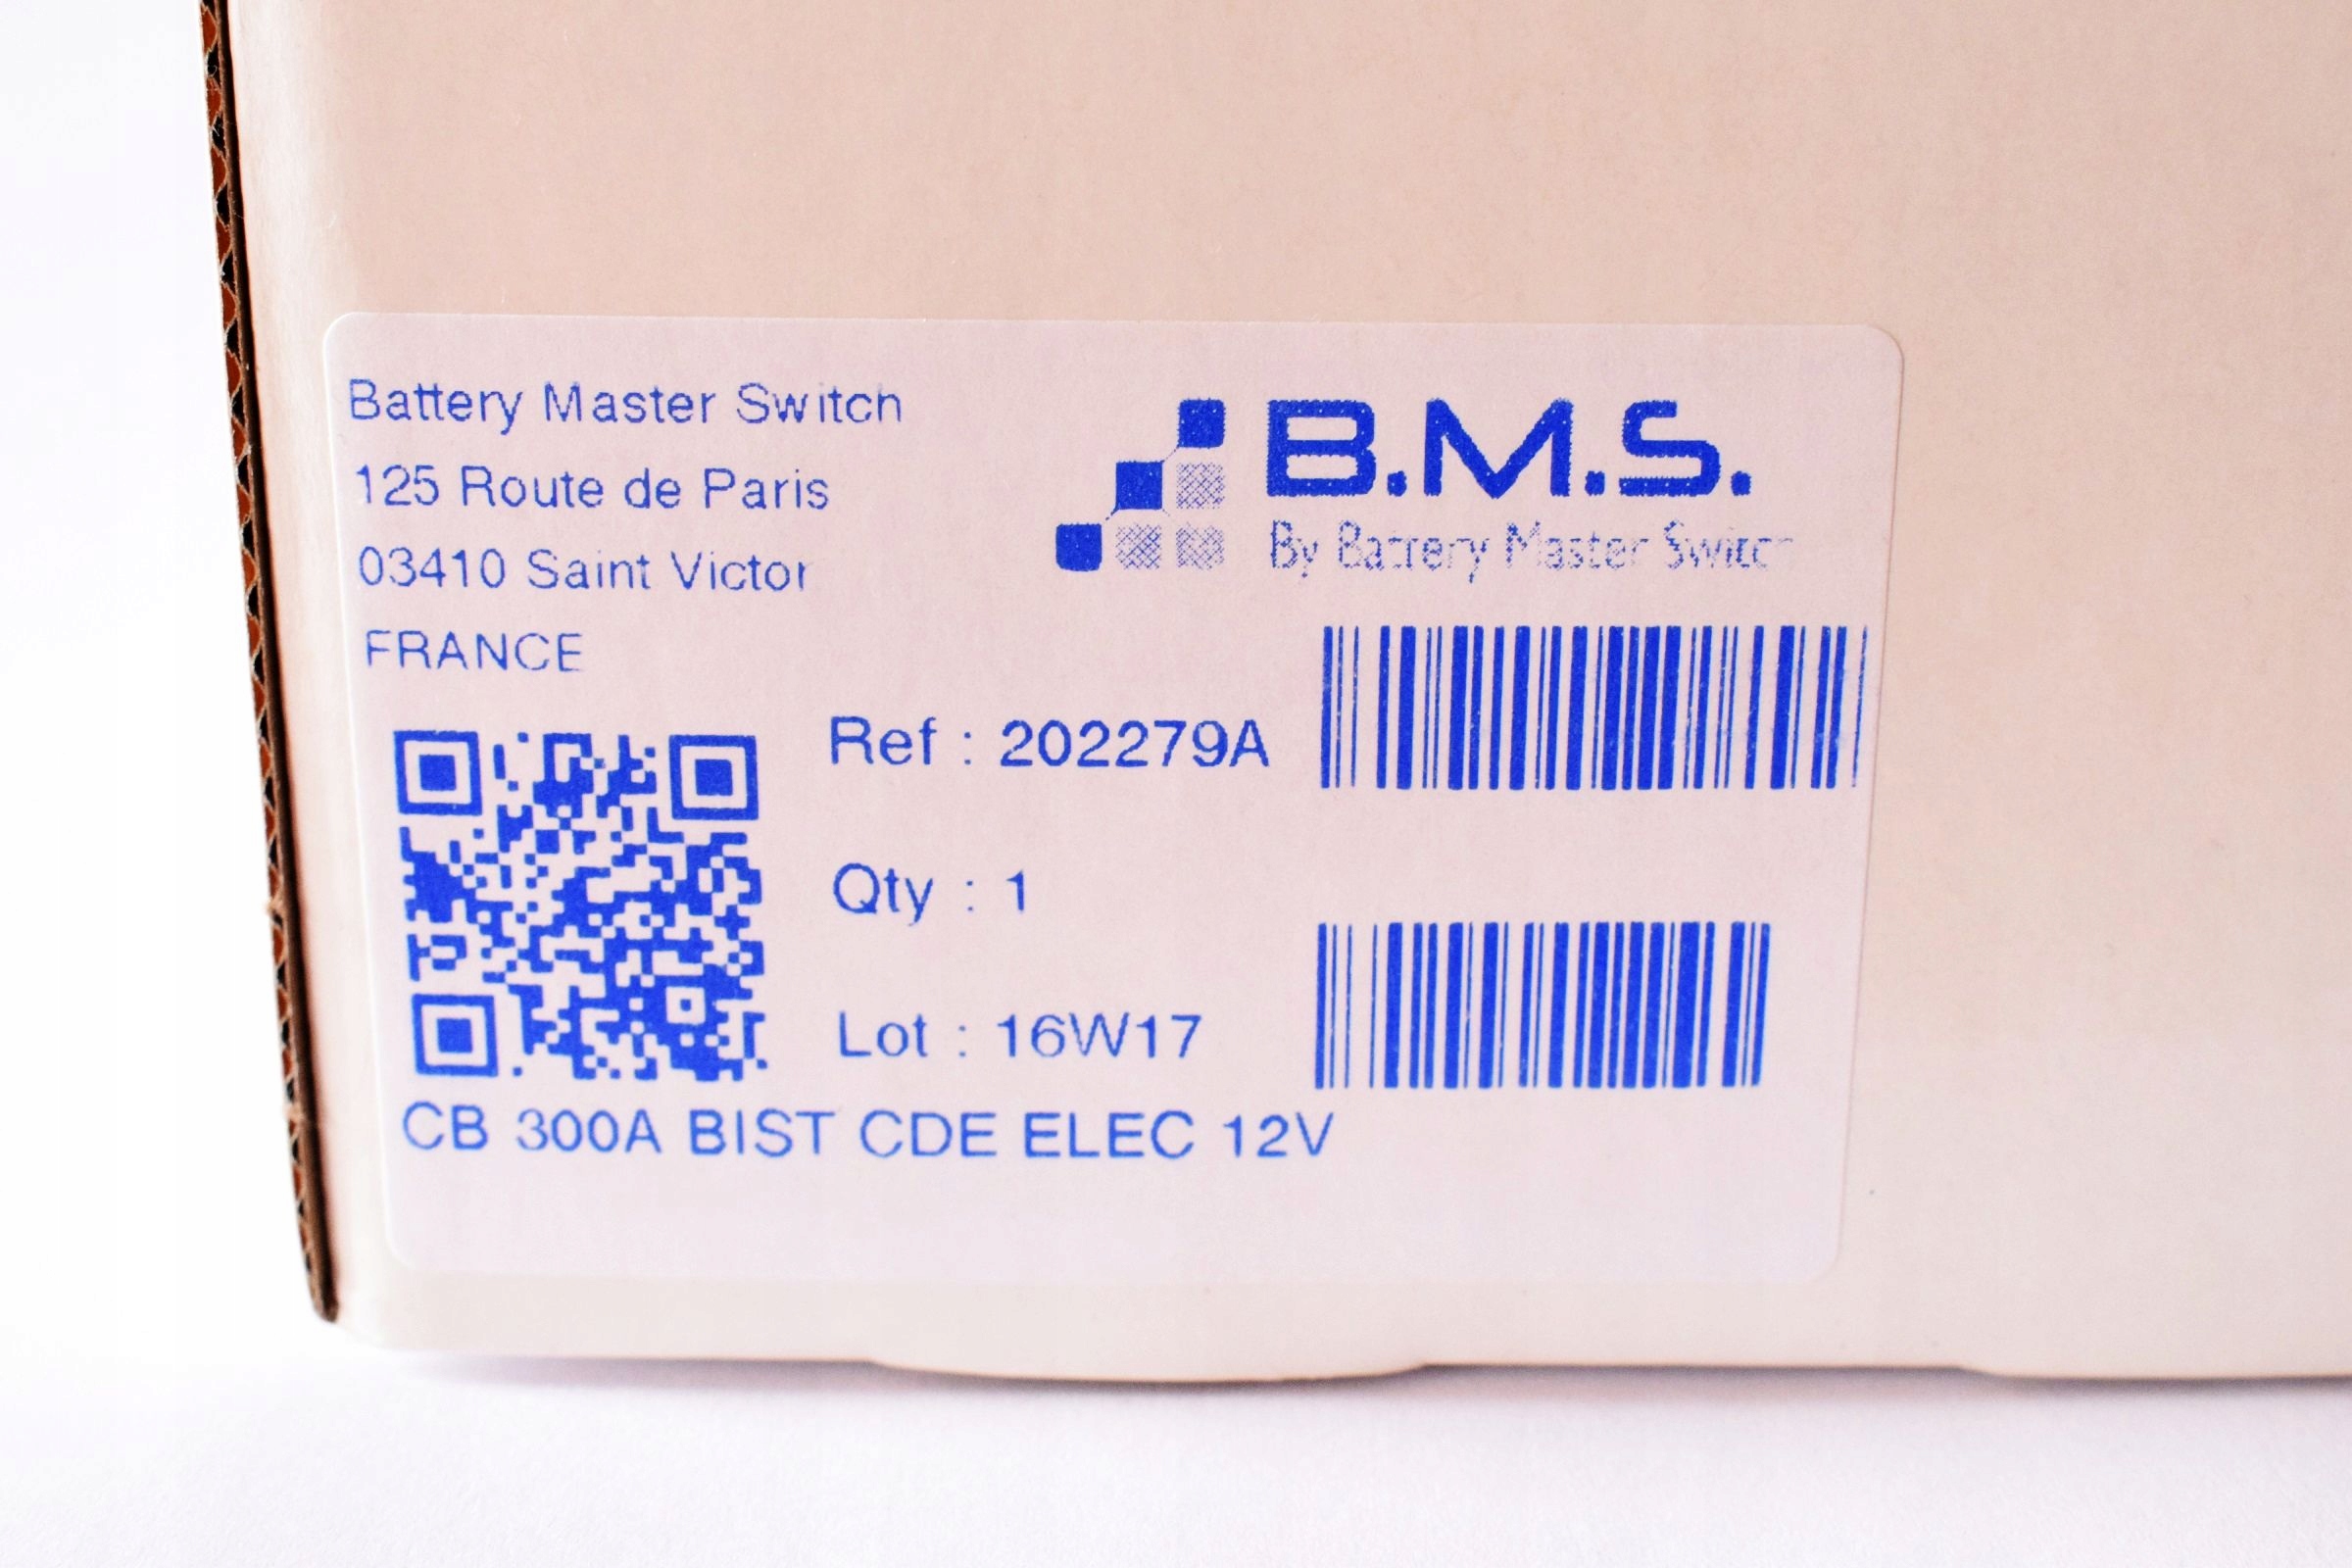 Battery Master Switch
125 Route de Paris
03410 Saint Victor
FRANCE
B.M.S.
By Battery Master Switch
Ref : 202279A
Qty : 1
Lot : 16W17
CB 300A BIST CDE ELEC 12V